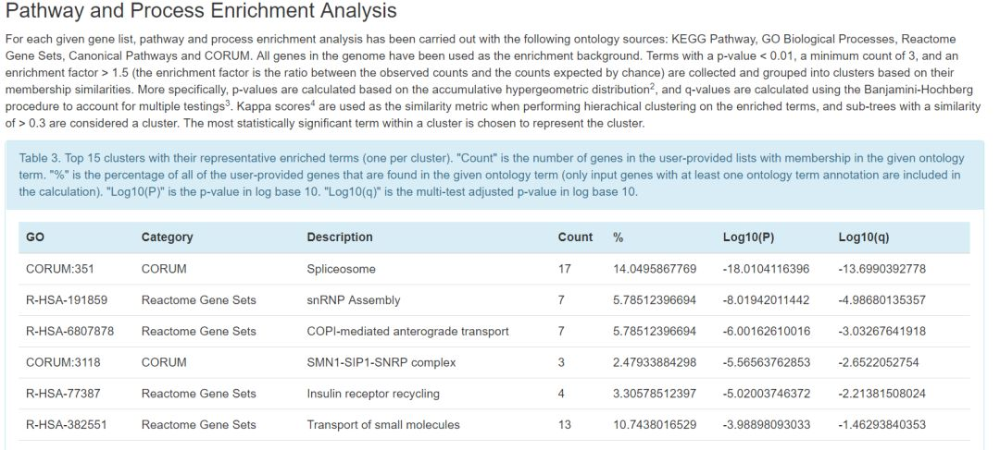 Pathway and Process Enrichment Analysis
For each given gene list, pathway and process enrichment analysis has been carried out with the following ontology sources: KEGG Pathway, GO Biological Processes, Reactome
Gene Sets, Canonical Pathways and CORUM. All genes in the genome have been used as the enrichment background. Terms with a p-value < 0.01, a minimum count of 3, and an
enrichment factor > 1.5 (the enrichment factor is the ratio between the observed counts and the counts expected by chance) are collected and grouped into clusters based on their
membership similarities. More specifically, p-values are calculated based on the accumulative hypergeometric distribution2, and q-values are calculated using the Banjamini-Hochberg
procedure to account for multiple testings3. Kappa scores4 are used as the similarity metric when performing hierachical clustering on the enriched terms, and sub-trees with a similarity
of > 0.3 are considered a cluster. The most statistically significant term within a cluster is chosen to represent the cluster.
Table 3. Top 15 clusters with their representative enriched terms (one per cluster). "Count" is the number of genes in the user-provided lists with membership in the given ontology
term. "%" is the percentage of all of the user-provided genes that are found in the given ontology term (only input genes with at least one ontology term annotation are included in
the calculation). "Log10(P)" is the p-value in log base 10. "Log10(q)" is the multi-test adjusted p-value in log base 10.
GO Category Description Count % Log10(P) Log10(q)
CORUM:351 CORUM Spliceosome 17 14.0495867769 -18.0104116396 -13.6990392778
R-HSA-191859 Reactome Gene Sets snRNP Assembly 7 5.78512396694 -8.01942011442 -4.98680135357
R-HSA-6807878 Reactome Gene Sets COPI-mediated anterograde transport 7 5.78512396694 -6.00162610016 -3.03267641918
CORUM:3118 CORUM SMN1-SIP1-SNRP complex 3 2.47933884298 -5.56563762853 -2.6522052754
R-HSA-77387 Reactome Gene Sets Insulin receptor recycling 4 3.30578512397 -5.02003746372 -2.21381508024
R-HSA-382551 Reactome Gene Sets Transport of small molecules 13 10.7438016529 -3.98898093033 -1.46293840353